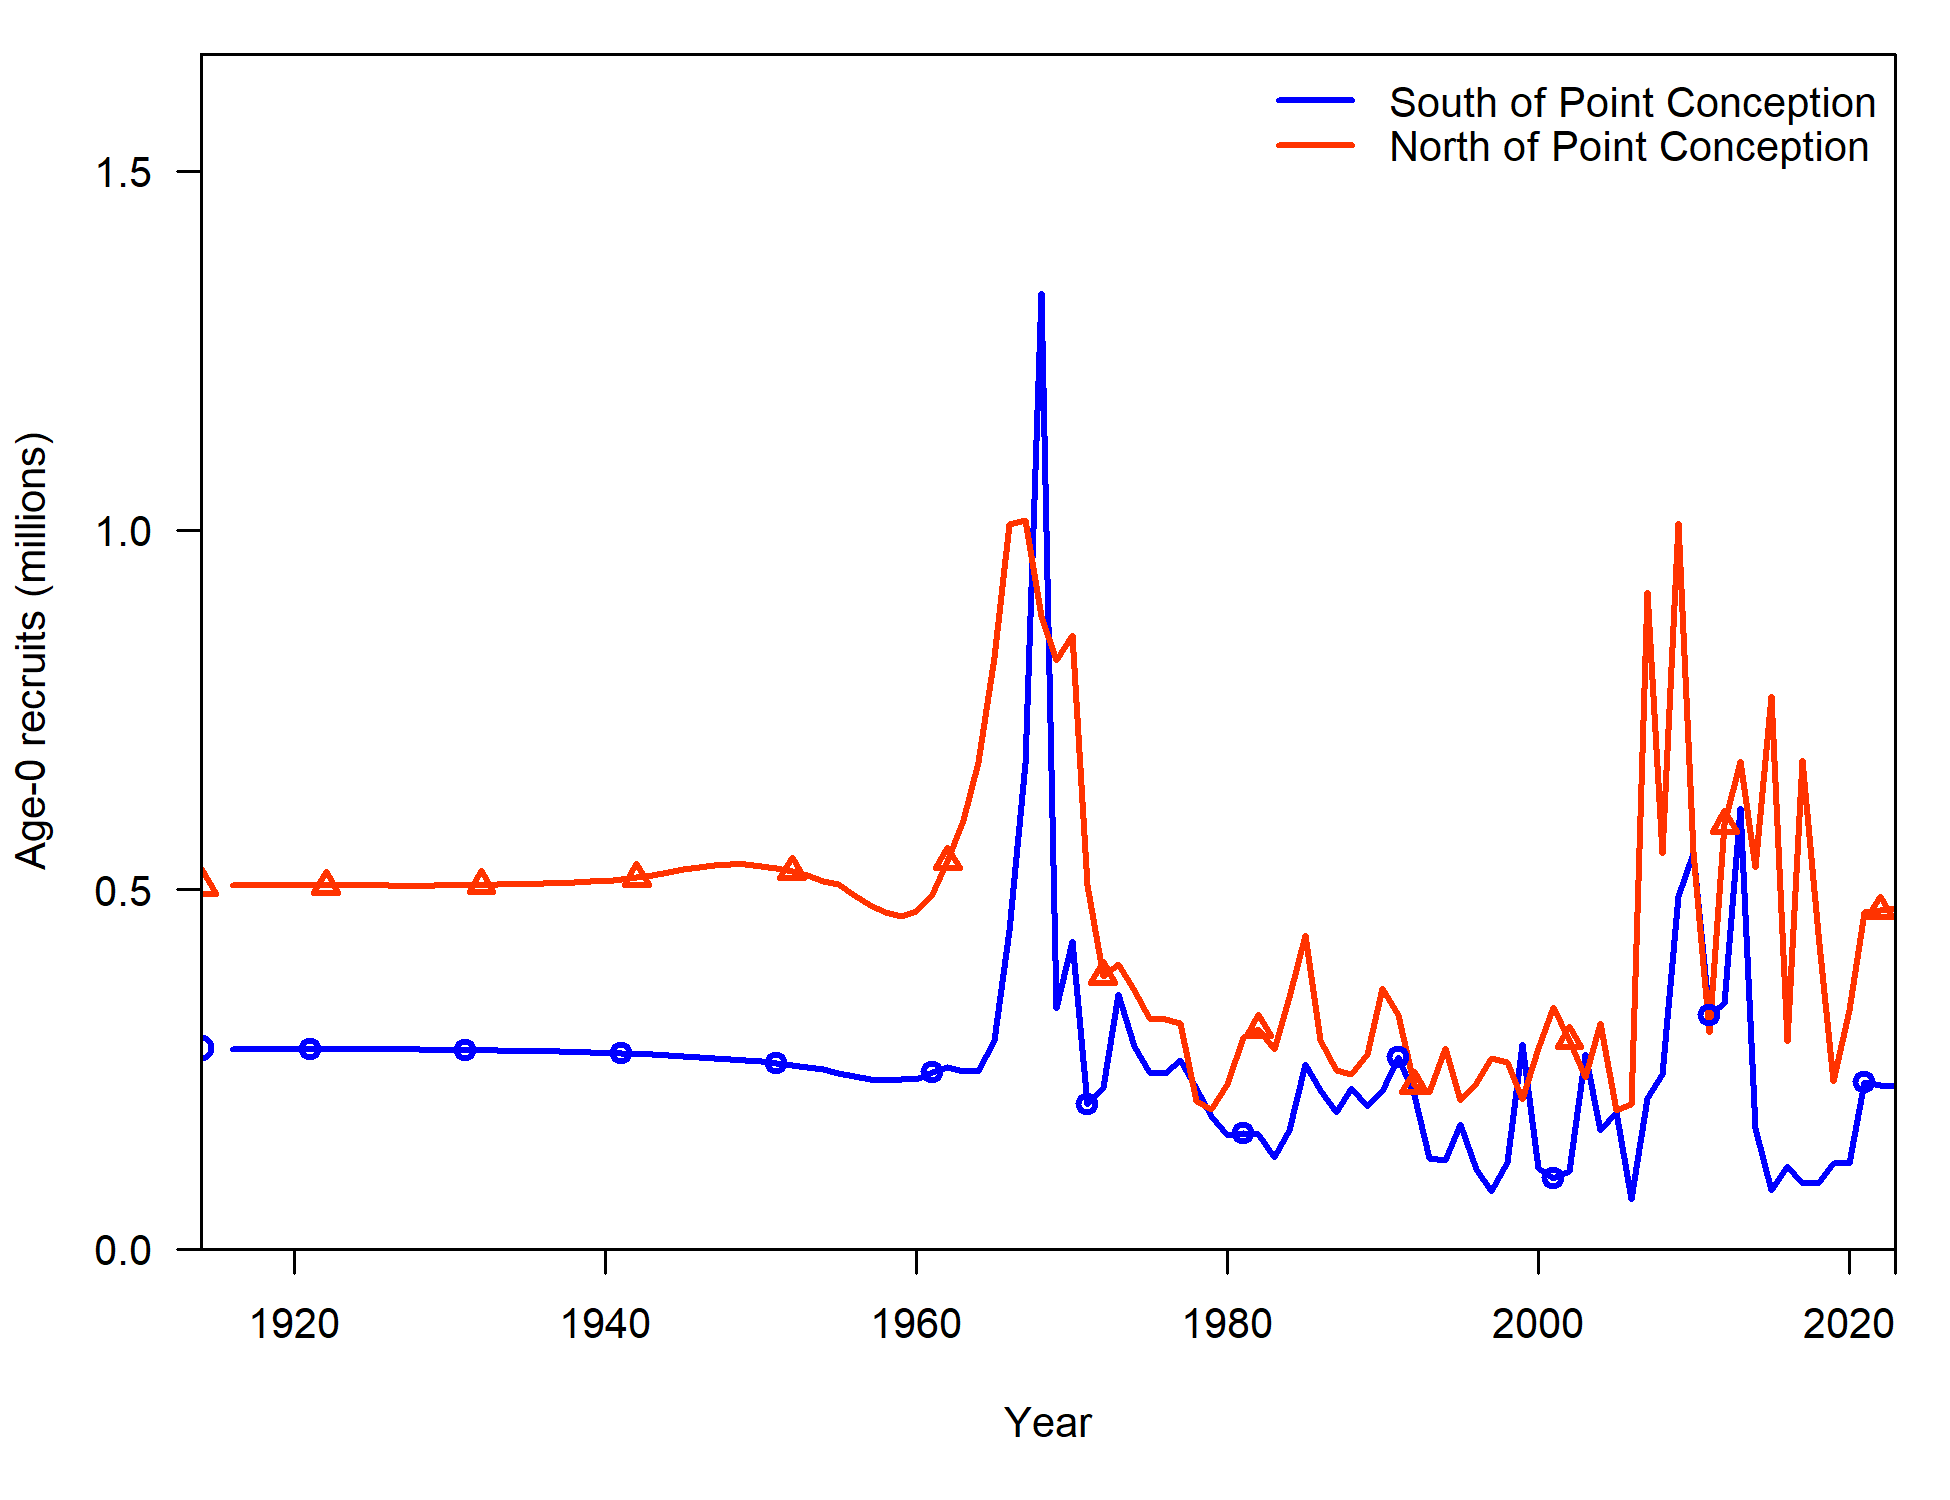 South of Point Conception
North of Point Conception
Age-0 recruits (millions)
1.5
1.0
0.5
0.0
1920 1940 1960 1980 2000 2020
Year